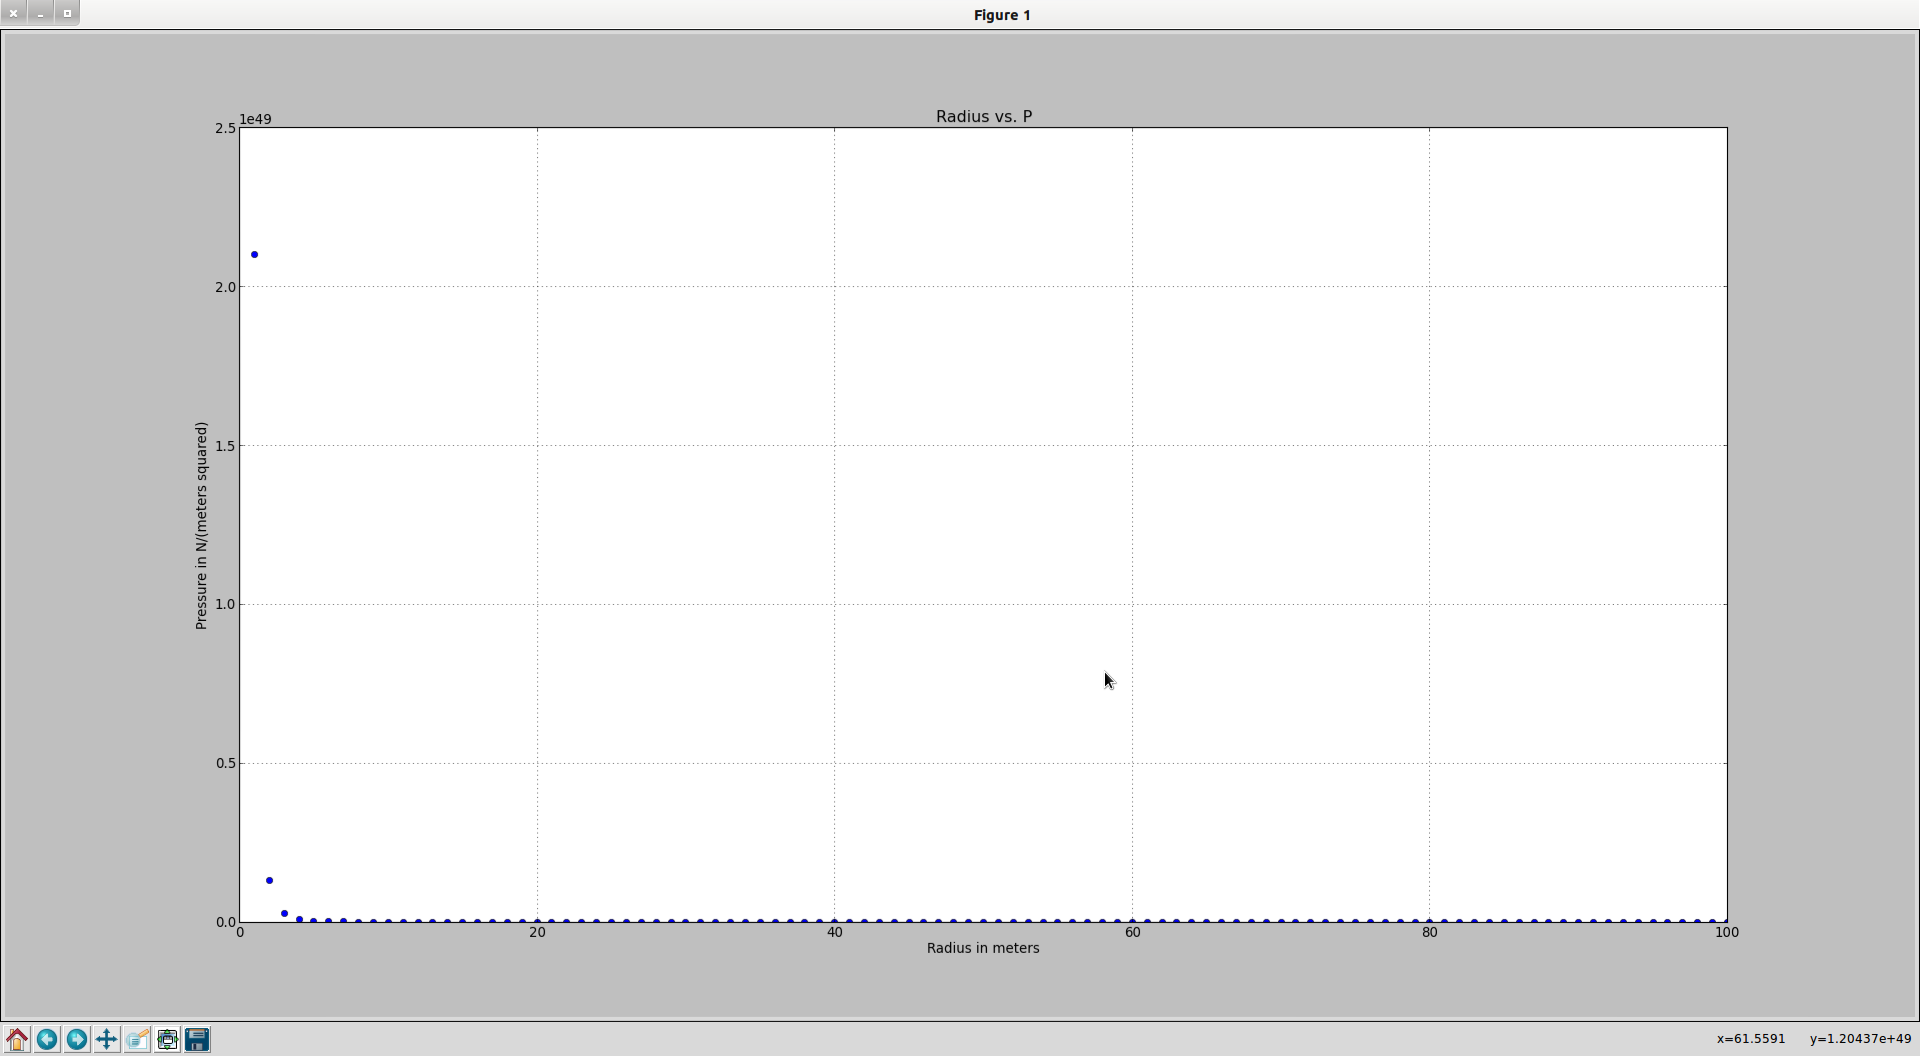 Figure 1
Radius vs. P
1e49
2.5
2.0
1.5
1.0
0.5
0.0
Pressure in N/(meters squared)
0 20 40 60 80 100
Radius in meters
x=61.5591 y=1.20437e+49